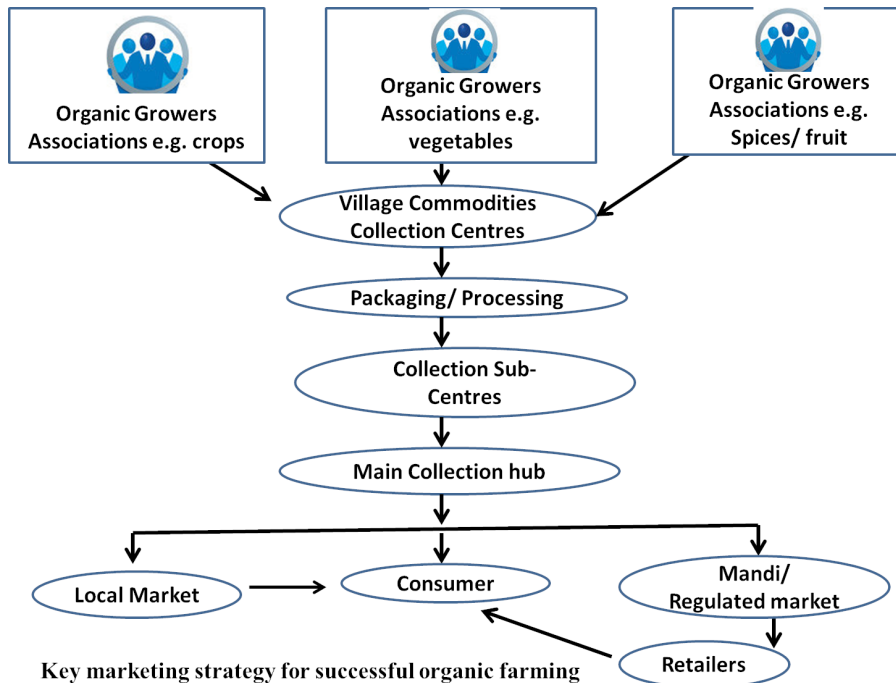 Organic Growers
Associations e.g. crops
Organic Growers
Associations e.g.
vegetables
Organic Growers
Associations e.g.
Spices/ fruit
Village Commodities
Collection Centres
Packaging/ Processing
Collection Sub-
Centres
Main Collection hub
Local Market
Consumer
Mandi/
Regulated market
Retailers
Key marketing strategy for successful organic farming